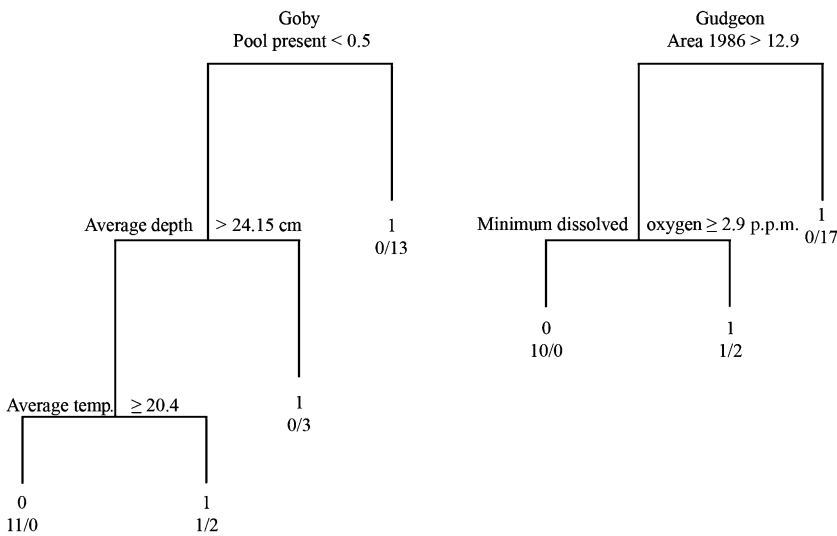 Goby
Pool present < 0.5
Average depth > 24.15 cm
1
0/13
Average temp. ≥ 20.4
1
0/3
0
11/0
1
1/2
Gudgeon
Area 1986 > 12.9
1
0/17
Minimum dissolved oxygen ≥ 2.9 p.p.m.
0
10/0
1
1/2